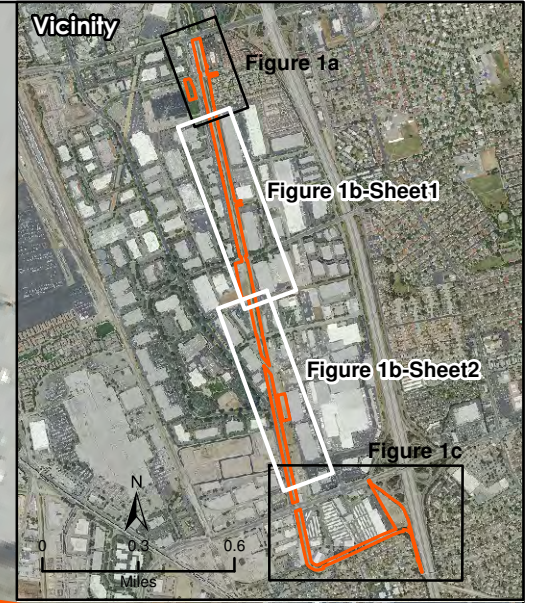 Vicinity
Figure 1a
Figure 1b-Sheet1
Figure 1b-Sheet2
Figure 1c
N
0 0.3 0.6
Miles